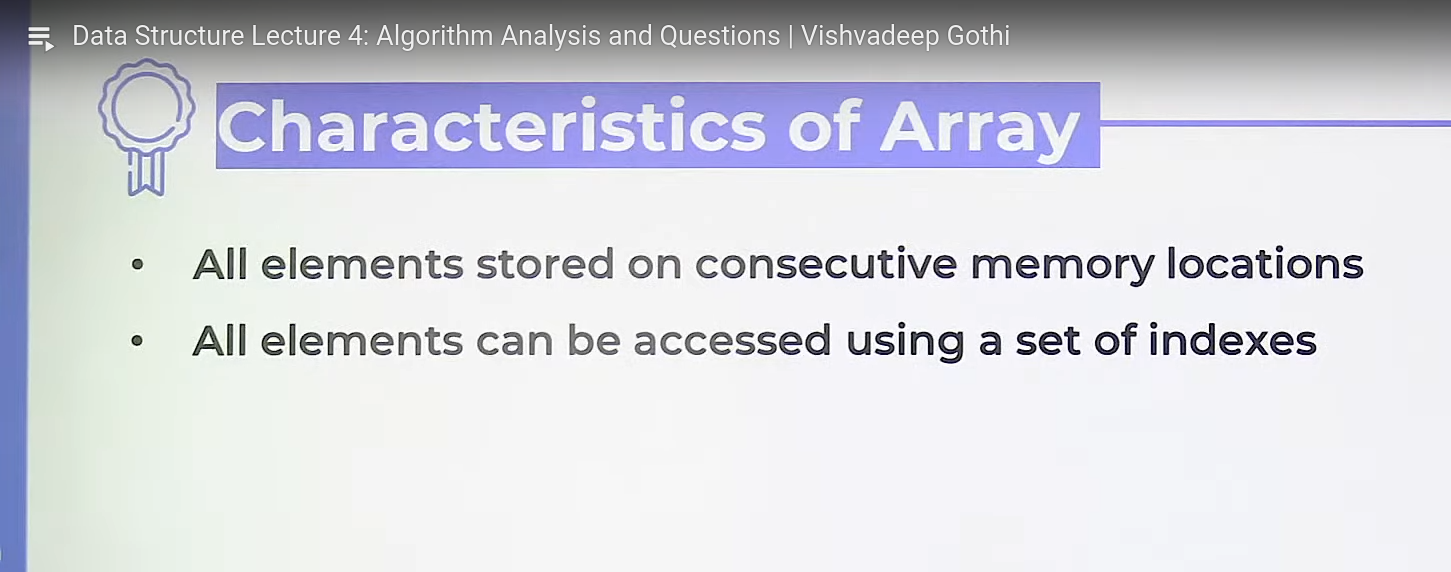 Data Structure Lecture 4: Algorithm Analysis and Questions | Vishvadeep Gothi
Characteristics of Array
• All elements stored on consecutive memory locations
• All elements can be accessed using a set of indexes